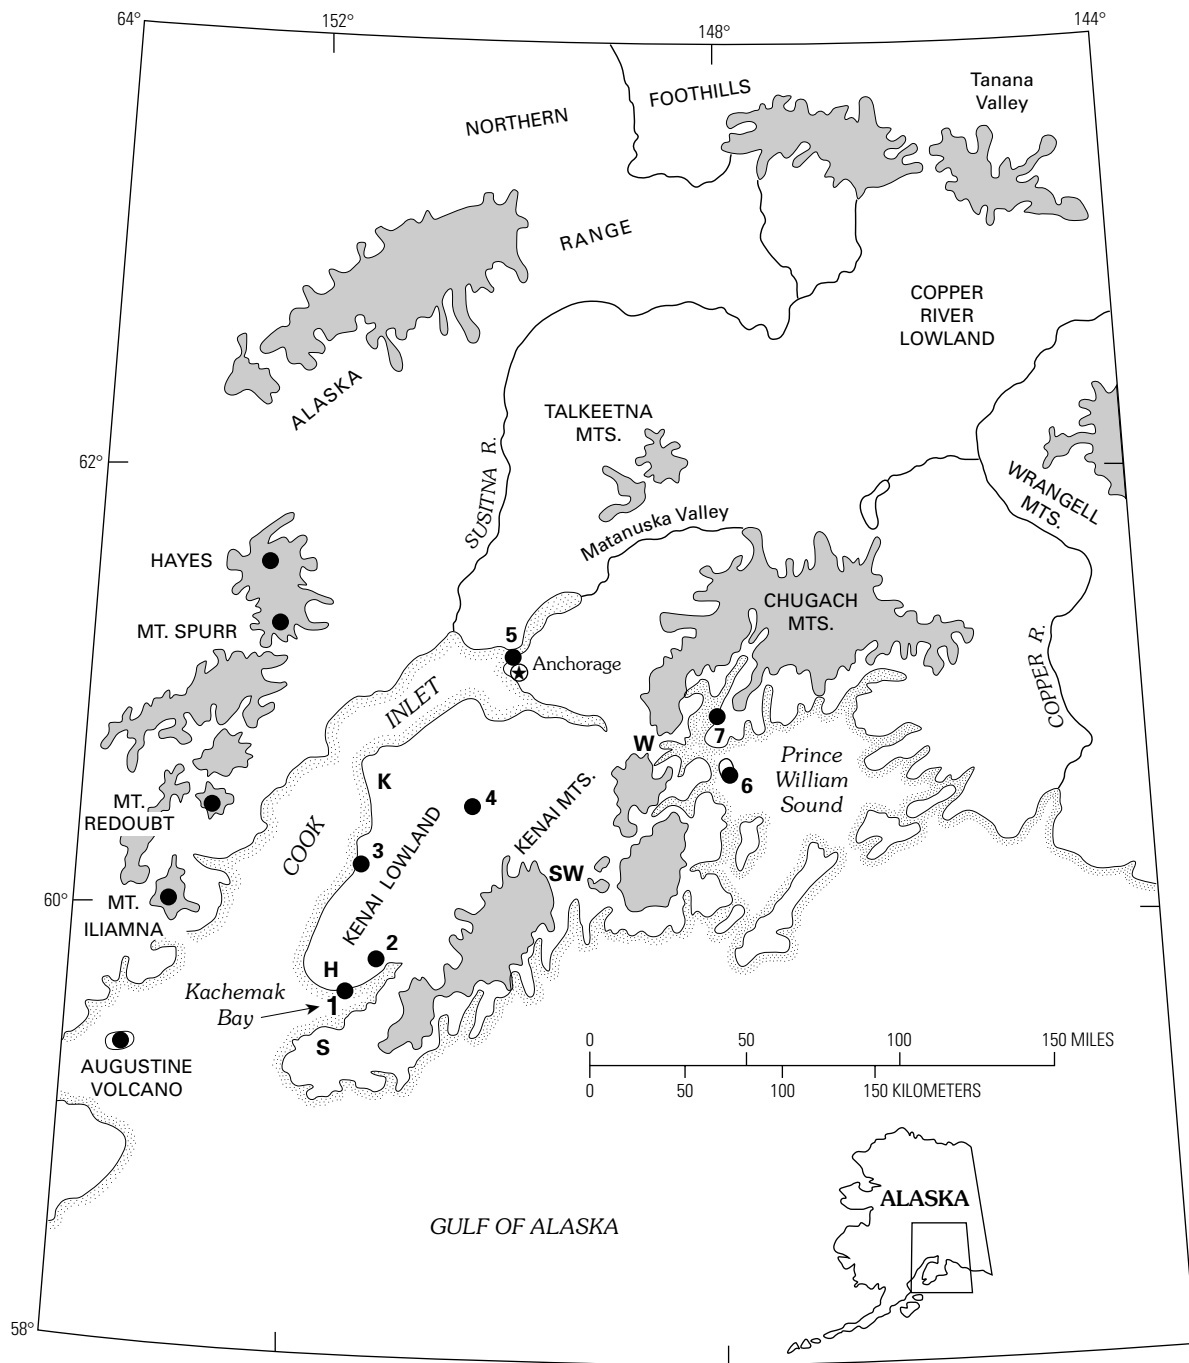 64°
152°
148°
144°
Tanana
Valley
FOOTHILLS
NORTHERN
RANGE
COPPER
RIVER
LOWLAND
ALASKA
TALKEETNA
MTS.
SUSITNA R.
62°
WRANGELL
MTS.
Matanuska Valley
HAYES
CHUGACH
MTS.
MT. SPURR
5
Anchorage
COPPER R.
INLET
7
W
Prince
William
Sound
6
K
4
MT.
REDOUBT
KENAI MTS.
COOK
3
KENAI LOWLAND
SW
60°
MT.
ILIAMNA
2
H
Kachemak
Bay
1
S
AUGUSTINE
VOLCANO
0 50 100 150 MILES
0 50 100 150 KILOMETERS
ALASKA
GULF OF ALASKA
58°